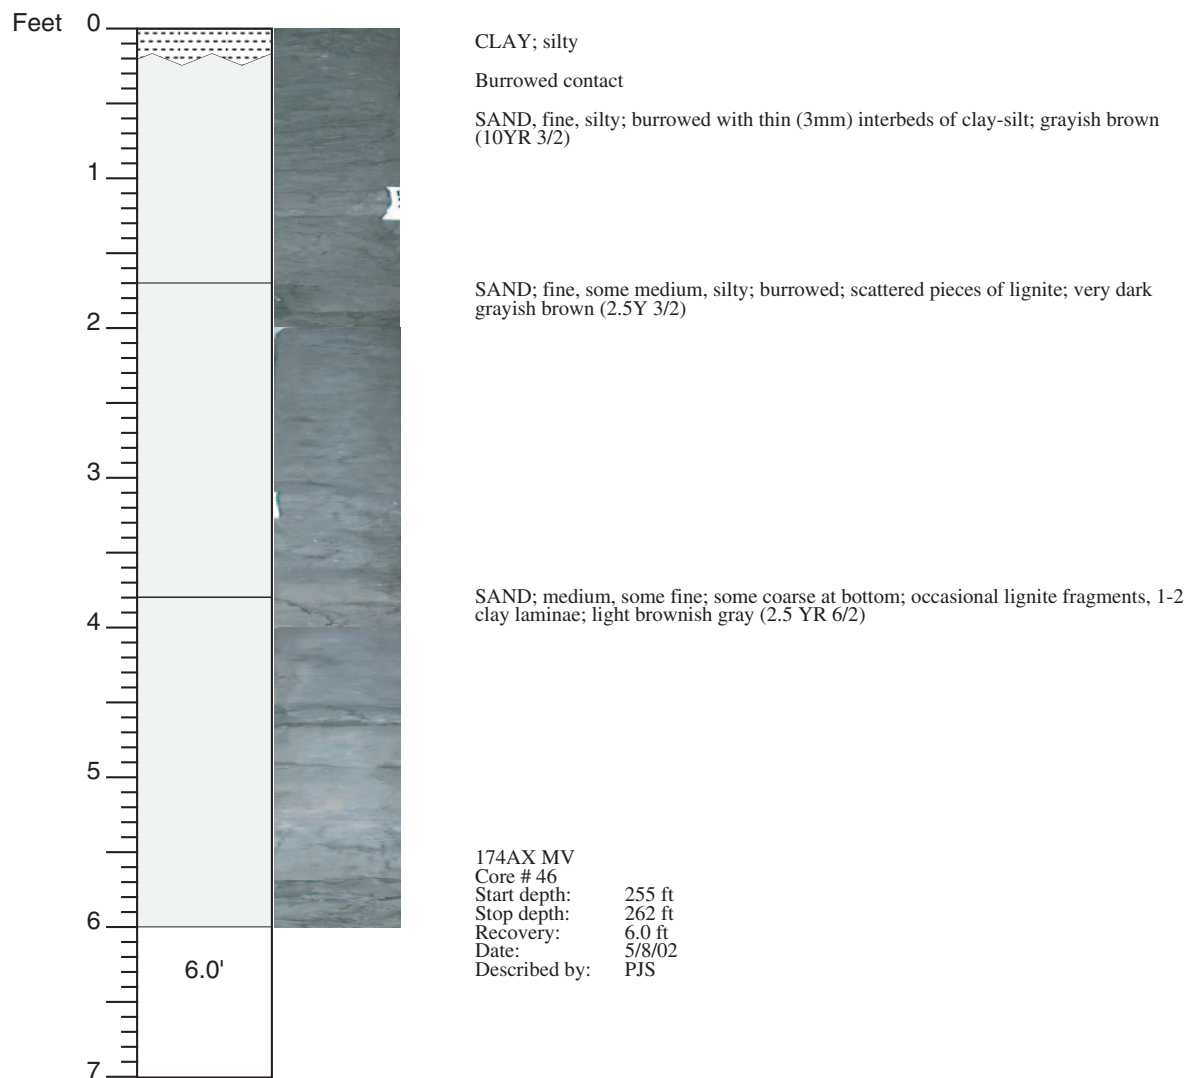 Feet
0
CLAY; silty
Burrowed contact
SAND, fine, silty; burrowed with thin (3mm) interbeds of clay-silt; grayish brown
(10YR 3/2)
1
SAND; fine, some medium, silty; burrowed; scattered pieces of lignite; very dark
grayish brown (2.5Y 3/2)
2
3
SAND; medium, some fine; some coarse at bottom; occasional lignite fragments, 1-2
clay laminae; light brownish gray (2.5 YR 6/2)
4
5
174AX MV
Core # 46
Start depth: 255 ft
Stop depth: 262 ft
Recovery: 6.0 ft
Date: 5/8/02
Described by: PJS
6
6.0'
7